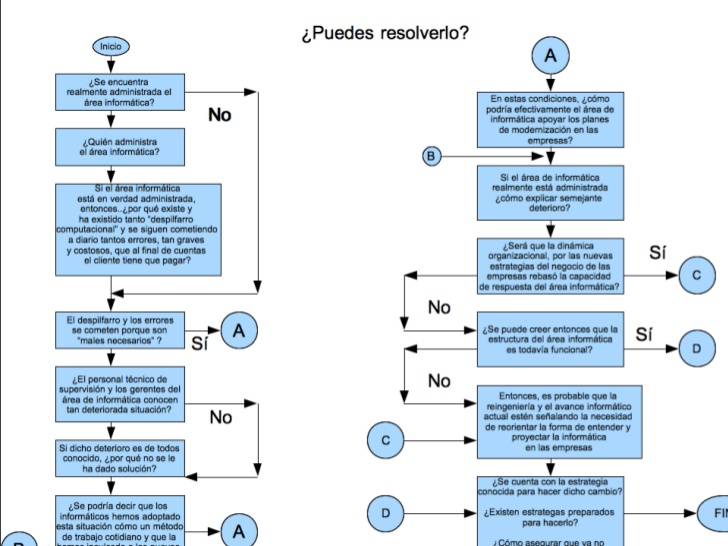 ¿Puedes resolverlo?
Inicio
¿Se encuentra
realmente administrada el
área informática?
No
¿Quién administra
el área informática?
Si el área informática
está en verdad administrada,
entonces..¿por qué existe y
ha existido tanto "despilfarro
computacional" y se siguen cometiendo
a diario tantos errores, tan graves
y costosos, que al final de cuentas
el cliente tiene que pagar?
El despilfarro y los errores
se cometen porque son
"males necesarios" ?
Sí
A
¿El personal técnico de
supervisión y los gerentes del
área de informática conocen
tan deteriorada situación?
No
Si dicho deterioro es de todos
conocido, ¿por qué no se le
ha dado solución?
¿Se podría decir que los
informáticos hemos adoptado
esta situación cómo un método
de trabajo cotidiano y que la
A
A
En estas condiciones, ¿cómo
podría efectivamente el área de
informática apoyar los planes
de modernización en las
empresas?
B
Si el área de informática
realmente está administrada
¿cómo explicar semejante
deterioro?
¿Será que la dinámica
organizacional, por las nuevas
estrategias del negocio de las
empresas rebasó la capacidad
de respuesta del área informática?
Sí
C
No
¿Se puede creer entonces que la
estructura del área informática
es todavía funcional?
Sí
D
No
Entonces, es probable que la
reingeniería y el avance informático
actual estén señalando la necesidad
de reorientar la forma de entender y
proyectar la informática
en las empresas
C
¿Se cuenta con la estrategia
conocida para hacer dicho cambio?
¿Existen estrategas preparados
para hacerlo?
¿Cómo asegurar que ya no
D
FIN